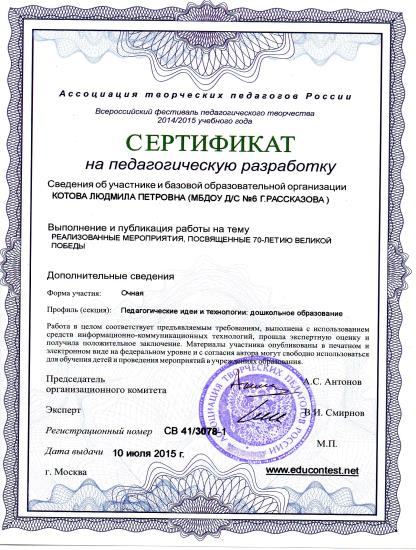 Ассоциация творческих педагогов России
Всероссийский фестиваль педагогического творчества
2014/2015 учебного года
СЕРТИФИКАТ
на педагогическую разработку
Сведения об участнике и базовой образовательной организации
КОТОВА ЛЮДМИЛА ПЕТРОВНА (МБДОУ Д/С №6 Г.РАССКАЗОВА )
Выполнение и публикация работы на тему
РЕАЛИЗОВАННЫЕ МЕРОПРИЯТИЯ, ПОСВЯЩЕННЫЕ 70-ЛЕТИЮ ВЕЛИКОЙ
ПОБЕДЫ
Дополнительные сведения
Форма участия: Очная
Профиль (секция): Педагогические идеи и технологии: дошкольное образование
Работа в целом соответствует предъявляемым требованиям, выполнена с использованием
средств информационно-коммуникационных технологий, прошла экспертную оценку и
получила положительное заключение. Материалы участника опубликованы в печатном и
электронном виде на федеральном уровне и с согласия автора могут свободно использоваться
для обучения детей и проведения мероприятий в учреждениях образования.
Председатель
организационного комитета А.С. Антонов
Эксперт В.И. Смирнов
Регистрационный номер СВ 41/3078-1
М.П.
Дата выдачи 10 июля 2015 г.
г. Москва www.educontest.net
АССОЦИАЦИЯ ТВОРЧЕСКИХ ПЕДАГОГОВ РОССИИ